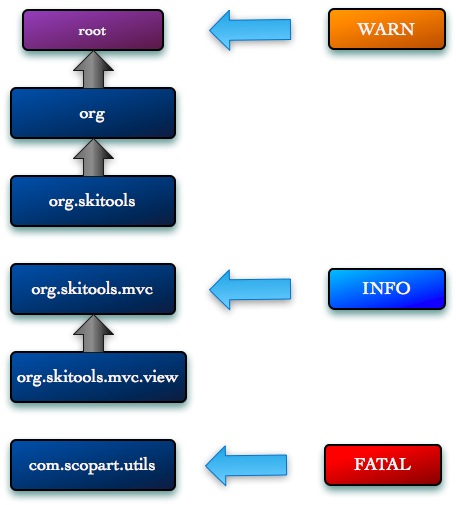 root
WARN
org
org.skitools
org.skitools.mvc
INFO
org.skitools.mvc.view
com.scopart.utils
FATAL